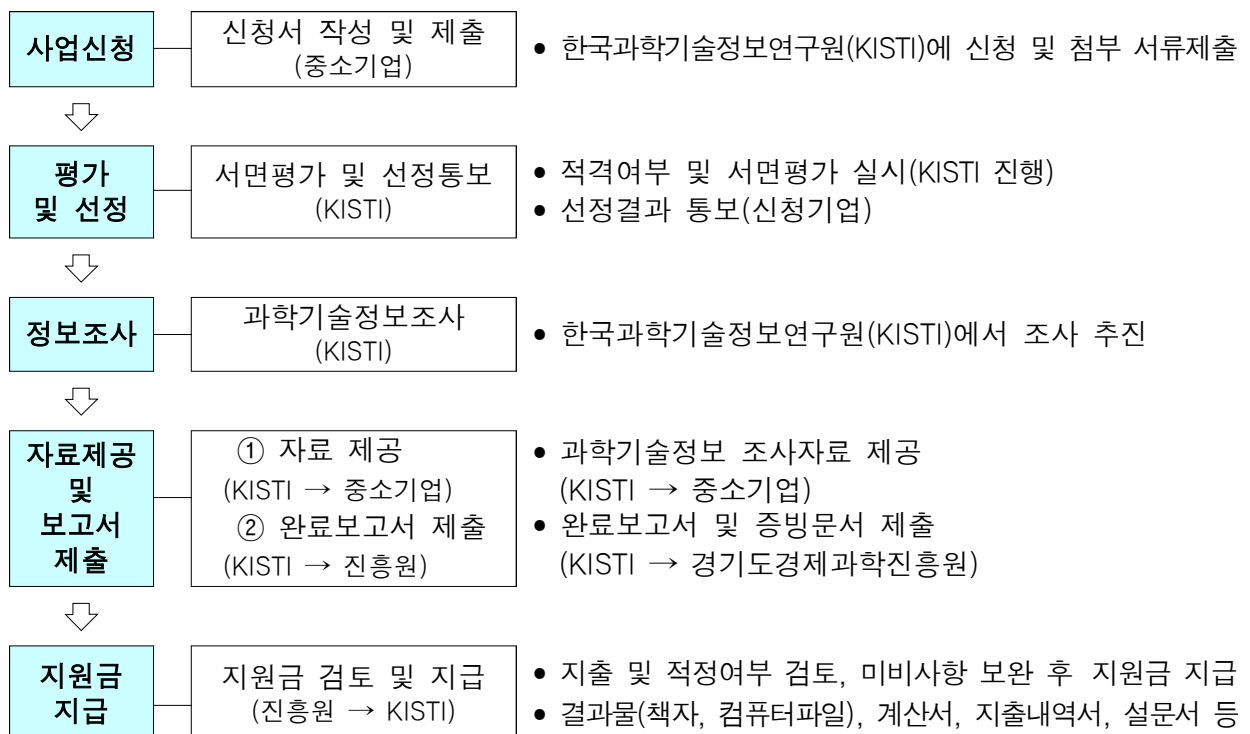 사업신청
신청서 작성 및 제출
(중소기업)
● 한국과학기술정보연구원(KISTI)에 신청 및 첨부 서류제출
평가
및 선정
서면평가 및 선정통보
(KISTI)
● 적격여부 및 서면평가 실시(KISTI 진행)
● 선정결과 통보(신청기업)
정보조사
과학기술정보조사
(KISTI)
● 한국과학기술정보연구원(KISTI)에서 조사 추진
자료제공
및
보고서
제출
① 자료 제공
(KISTI → 중소기업)
② 완료보고서 제출
(KISTI → 진흥원)
● 과학기술정보 조사자료 제공
(KISTI → 중소기업)
● 완료보고서 및 증빙문서 제출
(KISTI → 경기도경제과학진흥원)
지원금
지급
지원금 검토 및 지급
(진흥원 → KISTI)
● 지출 및 적정여부 검토, 미비사항 보완 후 지원금 지급
● 결과물(책자, 컴퓨터파일), 계산서, 지출내역서, 설문서 등